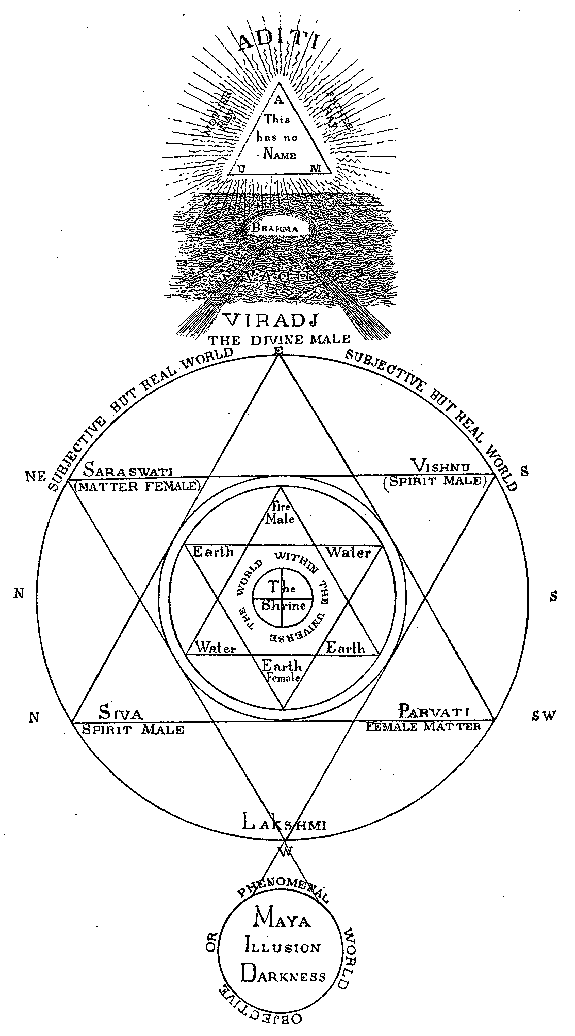 ADITI
A
This
has no
NAME
U M
BRAHMA
VIRADJ
THE DIVINE MALE
E
SUBJECTIVE BUT REAL WORLD
SUBJECTIVE BUT REAL WORLD
NE SARASWATI VISHNU S
(MATTER FEMALE) (SPIRIT MALE)
Fire
Male
Earth Water
THE WORLD WITHIN THE UNIVERSE
N The S
Shrine
Water Earth
Earth
Female
N SIVA PARVATI SW
SPIRIT MALE FEMALE MATTER
LAKSHMI
W
PHENOMENAL WORLD
OR OBJECTIVE
MAYA
ILLUSION
DARKNESS